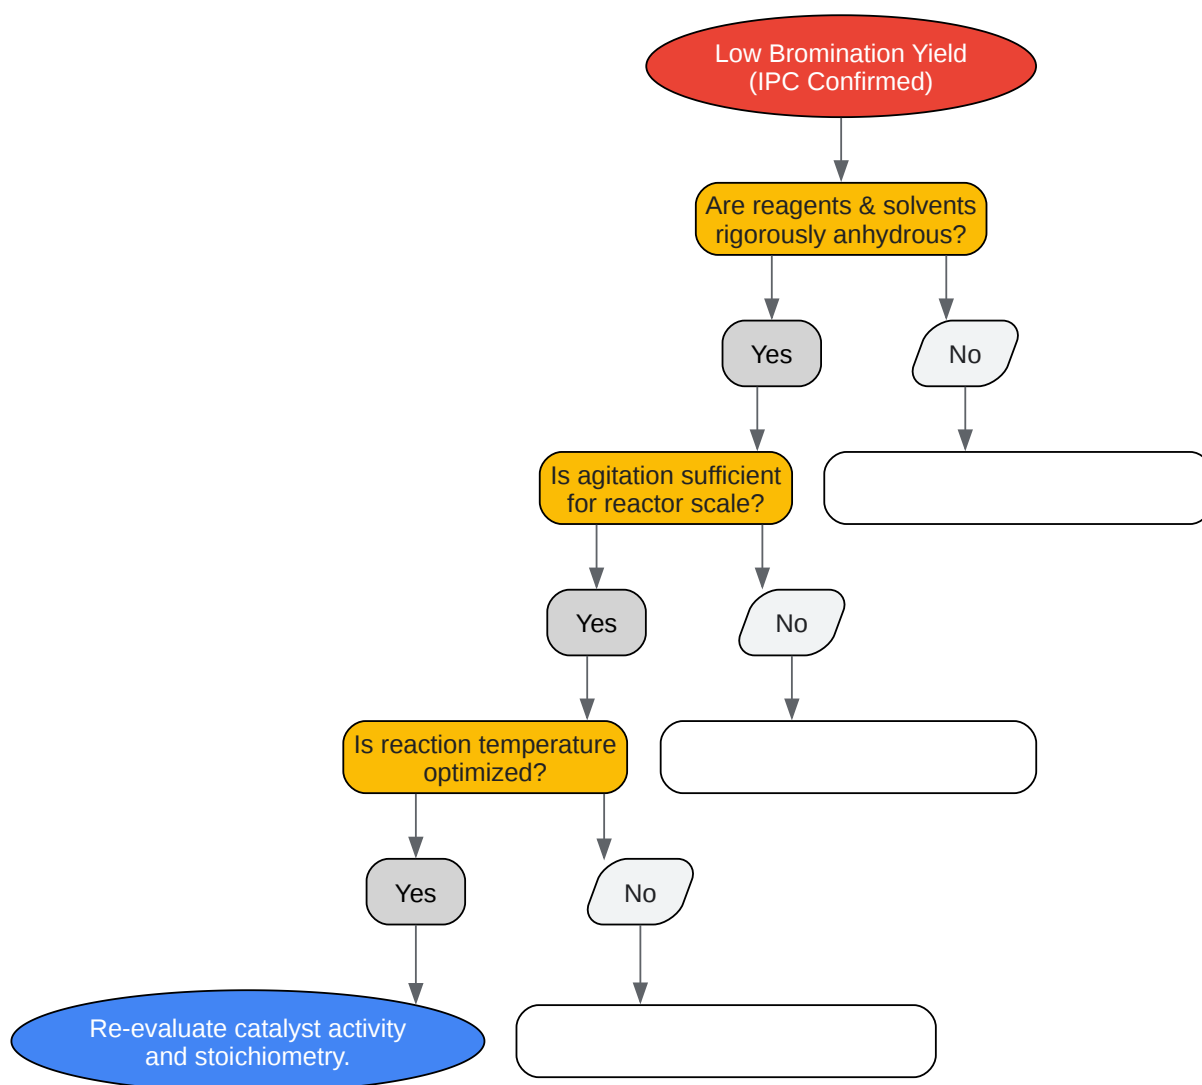 Low Bromination Yield
(IPC Confirmed)
Are reagents & solvents
rigorously anhydrous?
Yes
No
Is agitation sufficient
for reactor scale?
Yes
No
Is reaction temperature
optimized?
Yes
No
Re-evaluate catalyst activity
and stoichiometry.